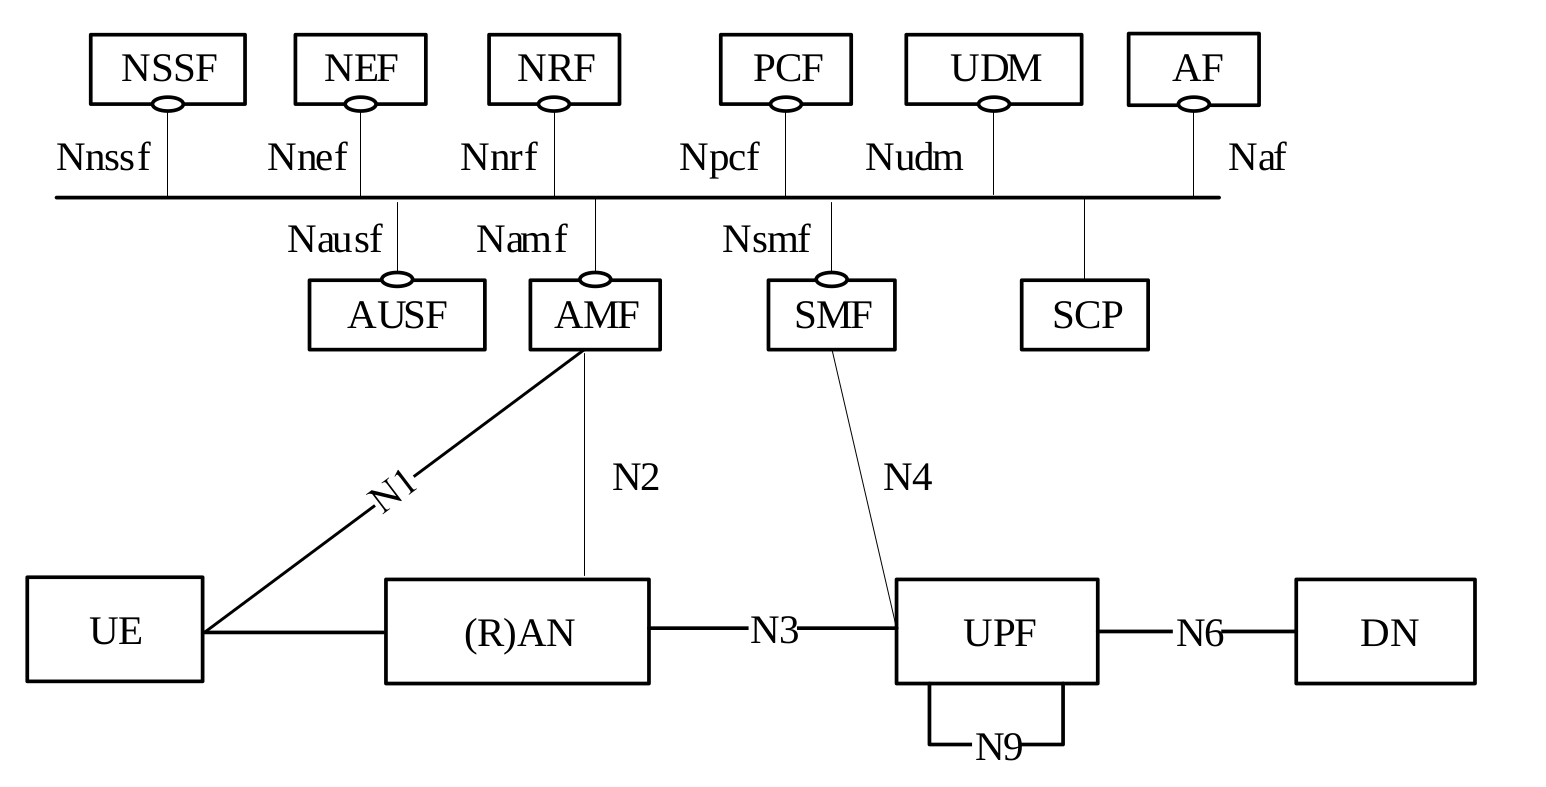 NSSF NEF NRF PCF UDM AF
Nnssf Nnef Nnrf Npcf Nudm Naf
Nausf Namf Nsmf
AUSF AMF SMF SCP
N1 N2 N4
UE (R)AN N3 UPF N6 DN
N9